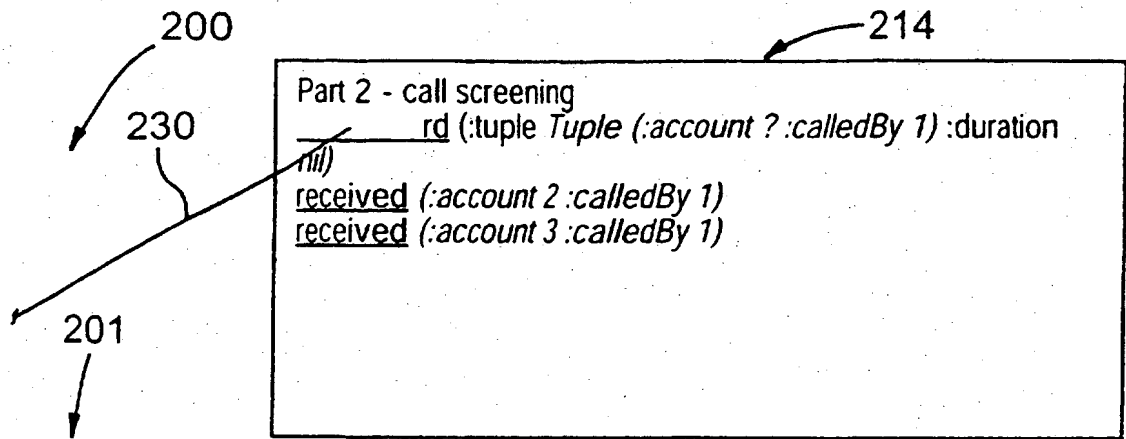 200
214
Part 2 - call screening
230
rd (:tuple Tuple (:account ? :calledBy 1) :duration
nil)
received (:account 2 :calledBy 1)
received (:account 3 :calledBy 1)
201